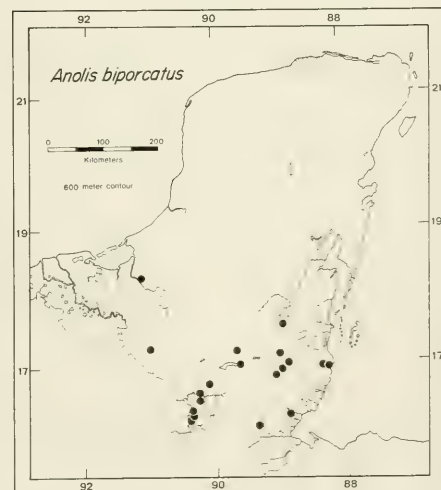 92 90 88
Anolis biporcatus
21 21
0 100 200
Kilometers
600 meter contour
19 19
17 17
92 90 88